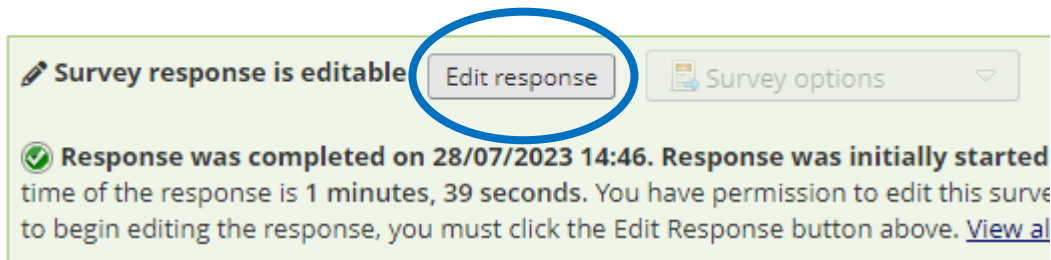 Survey response is editable Edit response Survey options
Response was completed on 28/07/2023 14:46. Response was initially started
time of the response is 1 minutes, 39 seconds. You have permission to edit this surve
to begin editing the response, you must click the Edit Response button above. View al